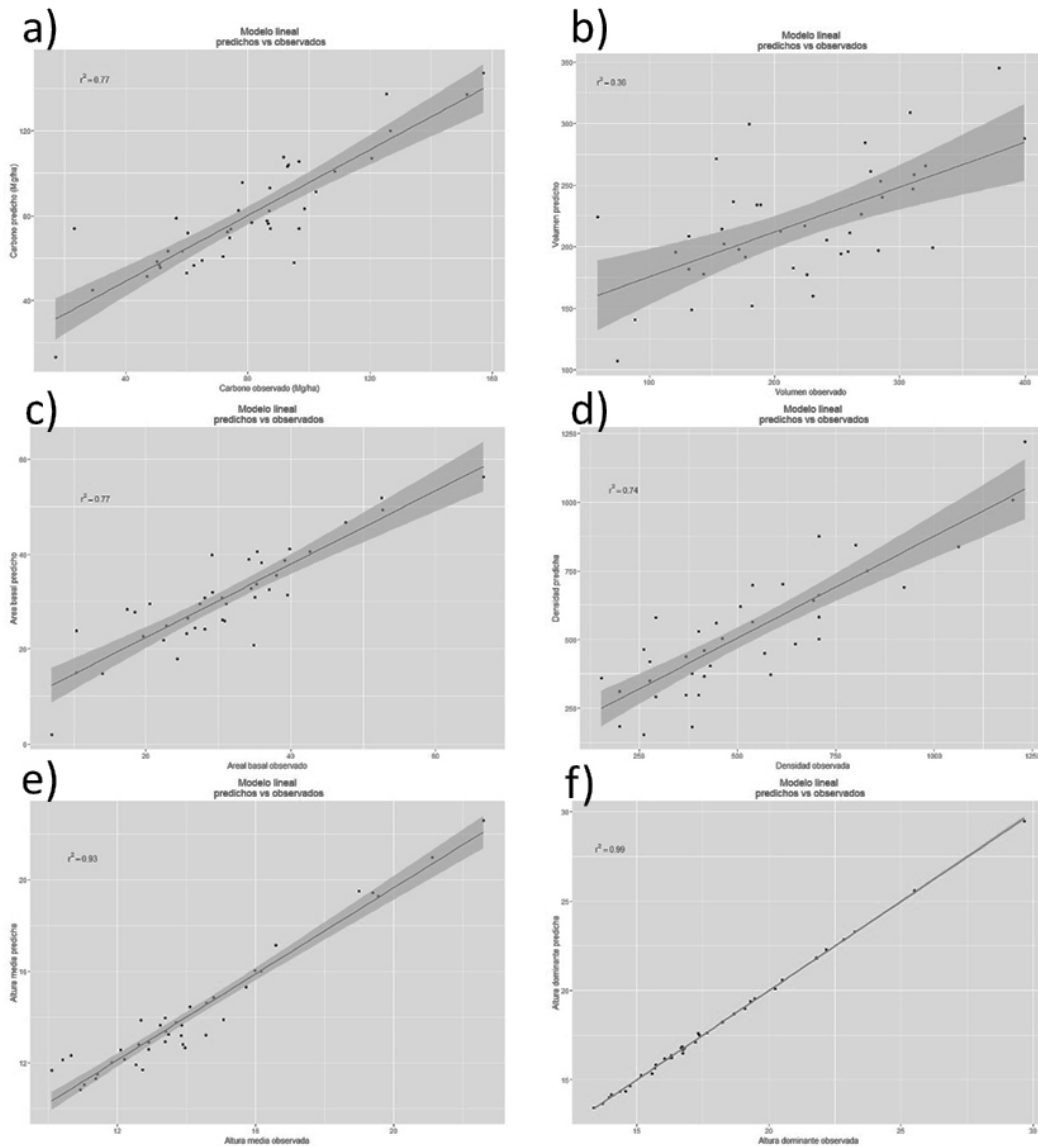 a)
Modelo lineal
predichos vs observados
r² = 0.77
Carbono predicho (Mg/ha)
120
80
40
40
80
120
160
Carbono observado (Mg/ha)
b)
Modelo lineal
predichos vs observados
r² = 0.36
Volumen predicho
350
300
250
200
150
100
100
200
300
400
Volumen observado
c)
Modelo lineal
predichos vs observados
r² = 0.77
Area basal predicho
60
40
20
0
20
40
60
Areal basal observado
d)
Modelo lineal
predichos vs observados
r² = 0.74
Densidad predicha
1250
1000
750
500
250
250
500
750
1000
1250
Densidad observada
e)
Modelo lineal
predichos vs observados
r² = 0.93
Altura media predicha
20
16
12
12
16
20
Altura media observada
f)
Modelo lineal
predichos vs observados
r² = 0.99
Altura dominante predicha
30
25
20
15
15
20
25
30
Altura dominante observada